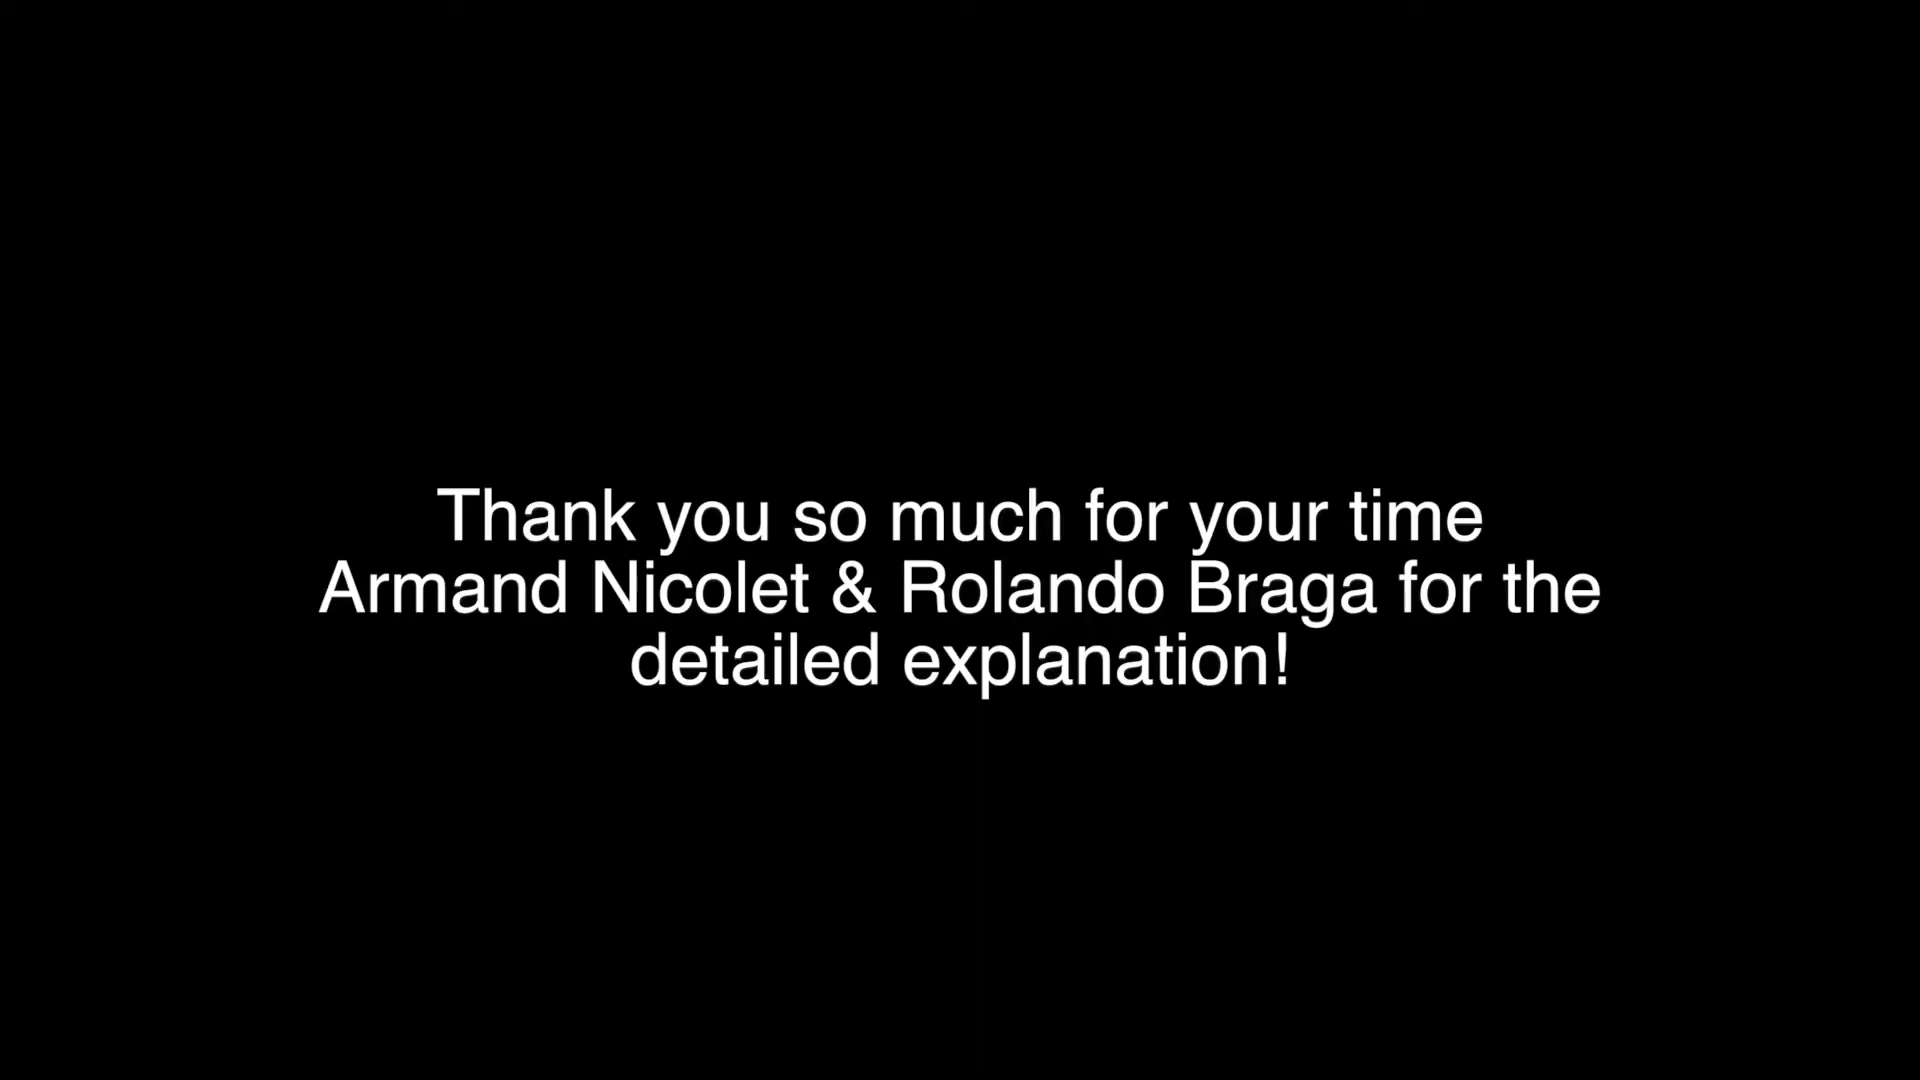 Thank you so much for your time
Armand Nicolet & Rolando Braga for the
detailed explanation!